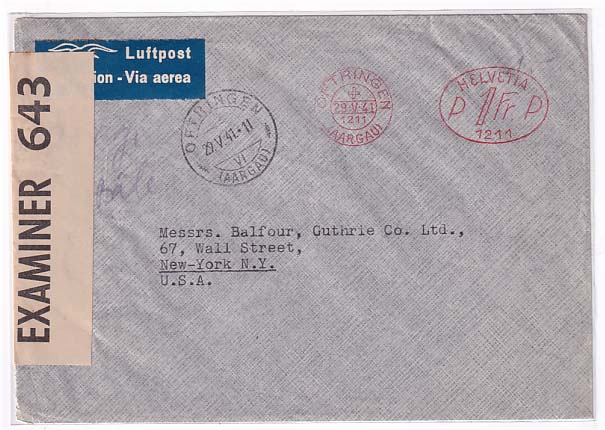 Luftpost
ion - Via aerea
EXAMINER 643
OFTRINGEN
29.V.41.-11
VI
(AARGAU)
OFTRINGEN
29.V.41
1211
(AARGAU)
HELVETIA
P 1 Fr P
1211
Bâle
Messrs. Balfour, Guthrie Co. Ltd.,
67, Wall Street,
New-York N.Y.
U.S.A.